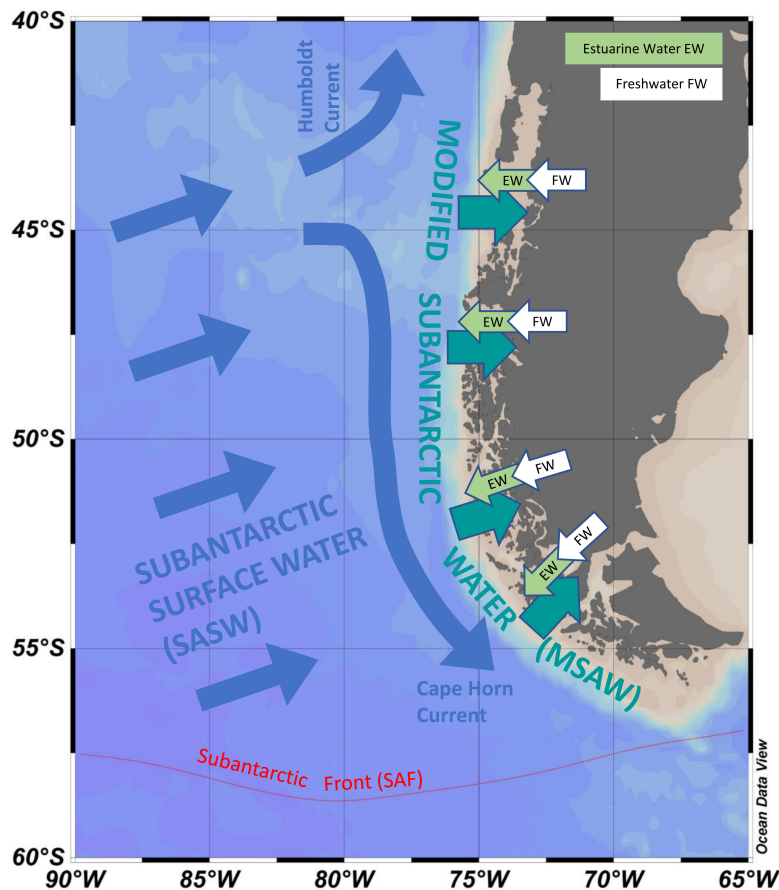 40°S
45°S
50°S
55°S
60°S
90°W
85°W
80°W
75°W
70°W
65°W
Estuarine Water EW
Freshwater FW
Humboldt
Current
MODIFIED SUBANTARCTIC WATER (MSAW)
EW
FW
EW
FW
EW
FW
EW
FW
SUBANTARCTIC
SURFACE WATER
(SASW)
Cape Horn
Current
Subantarctic Front (SAF)
Ocean Data View